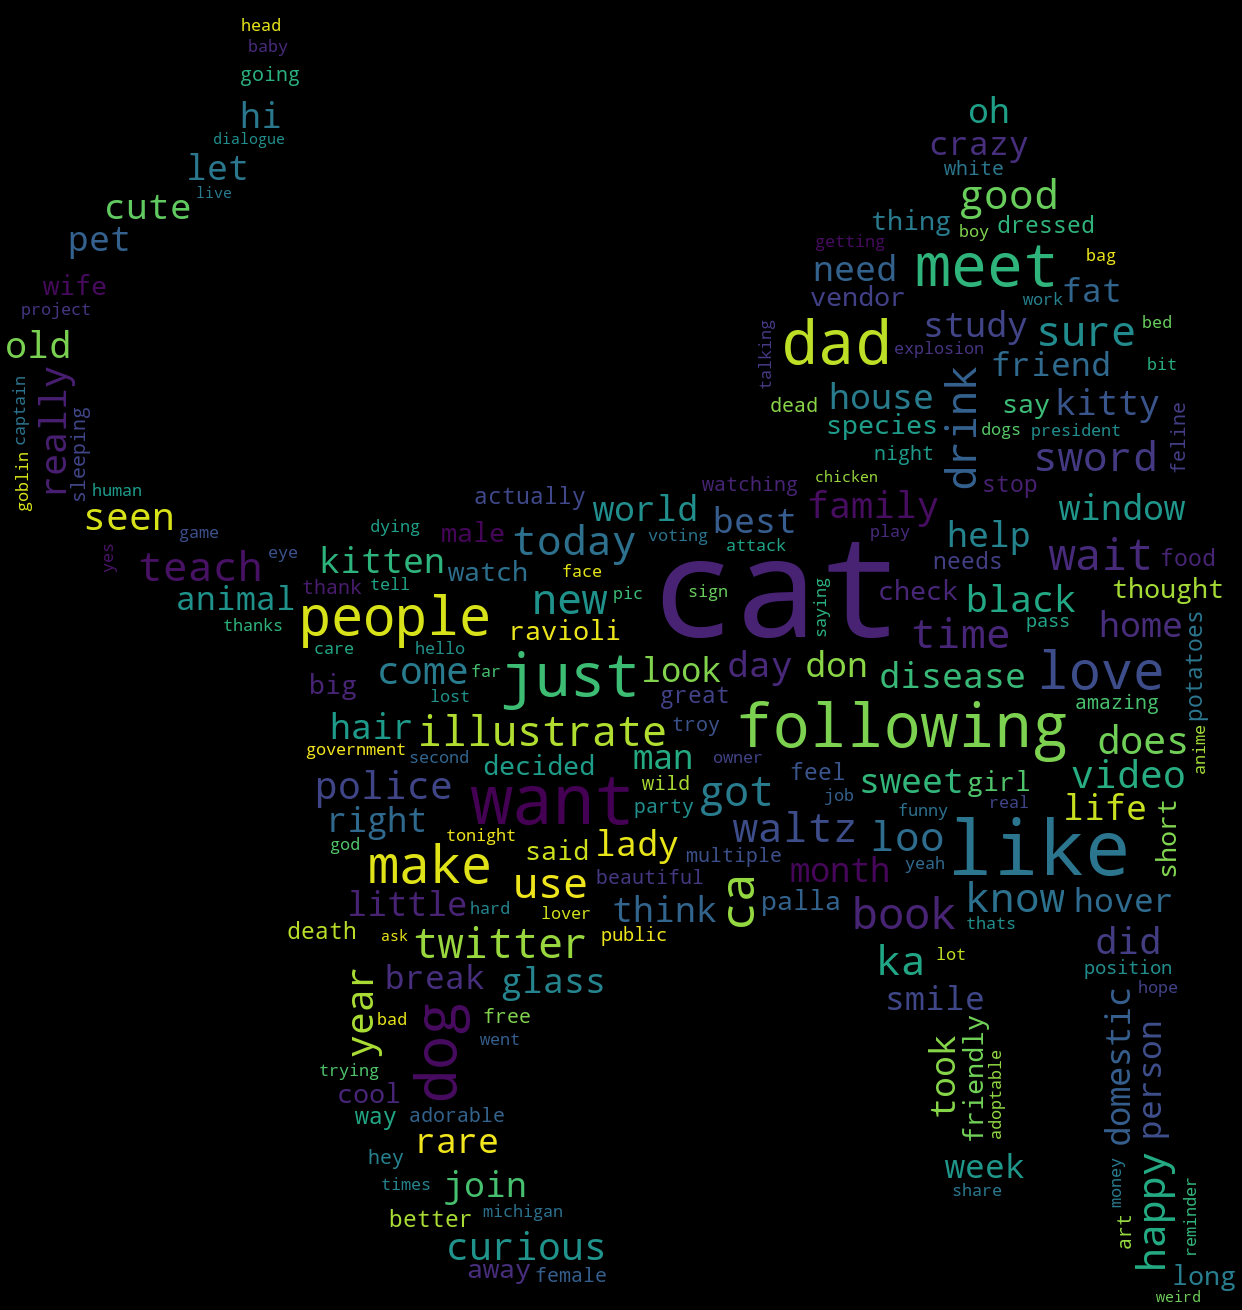 head
baby
going
hi
oh
dialogue
crazy
let
white
live
good
cute
thing
dressed
boy
pet
getting
meet
bag
need
wife
vendor
work
fat
project
study
sure
bed
old
dad
talking
explosion
friend
bit
captain
really
drink
house
say
kitty
dead
sleeping
species
dogs
president
feline
night
sword
goblin
human
actually
watching
chicken
stop
seen
world
family
window
game
dying
male
today
voting
best
play
help
yes
teach
eye
kitten
watch
attack
cat
needs
wait
food
thank
tell
face
sign
saying
check
thought
animal
people
new
pic
black
thanks
ravioli
time
pass
home
potatoes
care
hello
come
far
just
look
day
don
disease
love
big
lost
great
amazing
hair
illustrate
troy
following
does
anime
government
second
decided
man
owner
feel
video
police
want
wild
got
job
sweet
girl
party
funny
real
life
short
right
tonight
waltz
loo
like
god
make
said
lady
multiple
month
yeah
use
beautiful
ca
little
hard
lover
think
palla
book
know
hover
death
ask
twitter
public
thats
did
ka
lot
position
year
break
glass
smile
hope
bad
dog
free
went
took
friendly
adoptable
domestic
person
trying
cool
way
adorable
rare
hey
week
money
happy
times
join
share
reminder
better
michigan
art
curious
away
female
long
weird